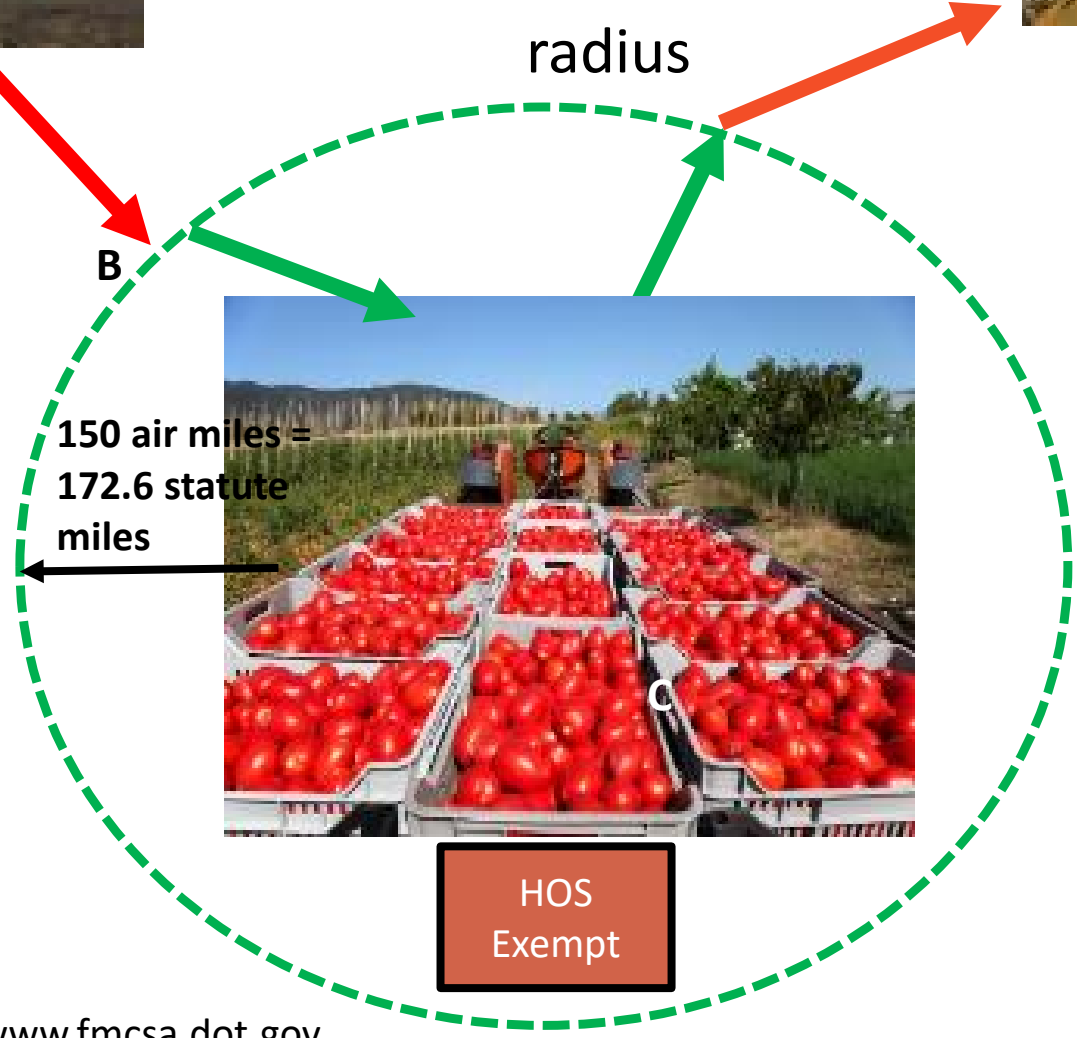 radius
B
150 air miles =
172.6 statute
miles
C
HOS
Exempt
www.fmcsa.dot.gov